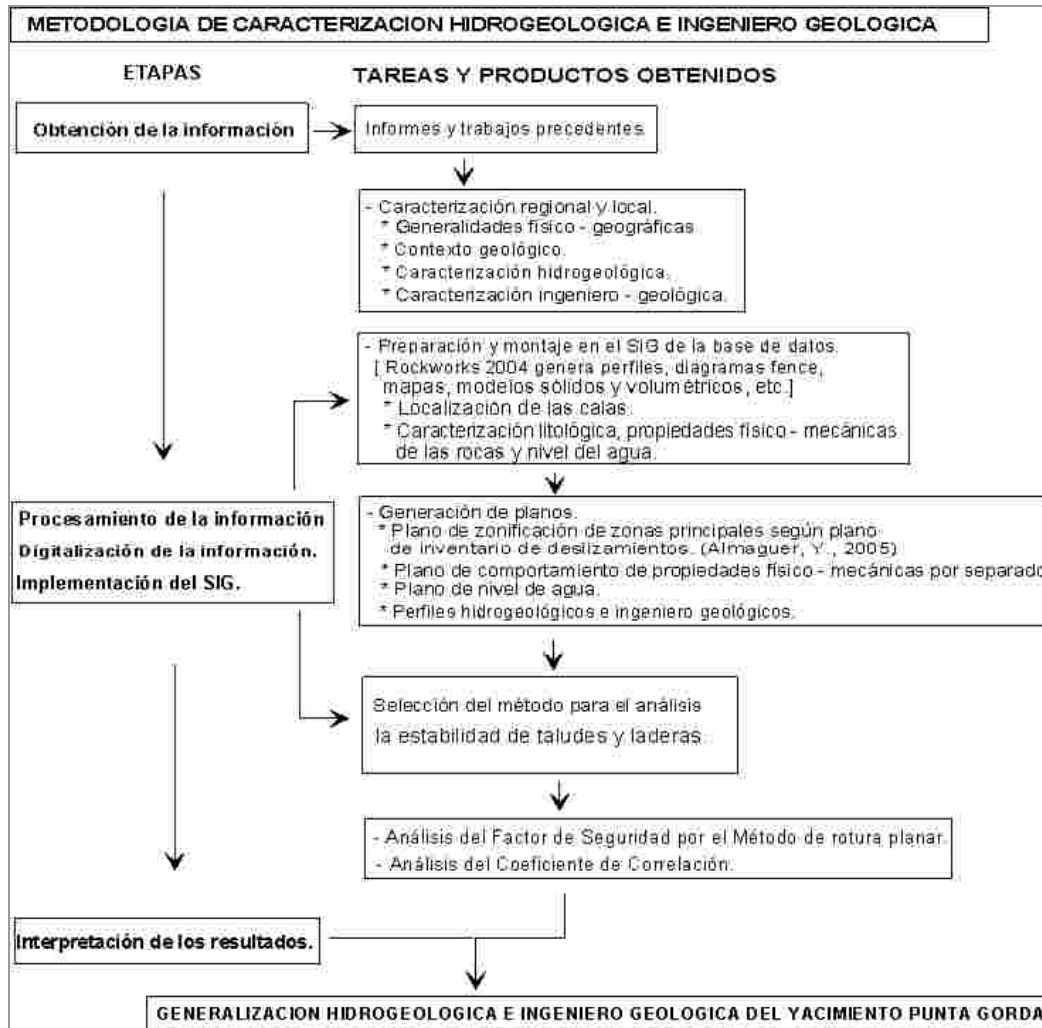 METODOLOGIA DE CARACTERIZACION HIDROGEOLOGICA E INGENIERO GEOLOGICA
ETAPAS
TAREAS Y PRODUCTOS OBTENIDOS
Obtención de la información
Informes y trabajos precedentes.
- Caracterización regional y local.
* Generalidades físico - geográficas
* Contexto geológico.
* Caracterización hidrogeológica.
* Caracterización ingeniero - geológica.
- Preparación y montaje en el SIG de la base de datos.
[ Rockworks 2004 genera perfiles, diagramas fence,
mapas, modelos sólidos y volumétricos, etc.]
* Localización de las calas.
* Caracterización litológica, propiedades físico - mecánicas
de las rocas y nivel del agua.
Procesamiento de la información
Digitalización de la información.
Implementación del SIG.
- Generación de planos.
* Plano de zonificación de zonas principales según plano
de inventario de deslizamientos. (Almaguer, Y., 2005)
* Plano de comportamiento de propiedades físico - mecánicas por separado
* Plano de nivel de agua.
* Perfiles hidrogeológicos e ingeniero geológicos.
Selección del método para el análisis
la estabilidad de taludes y laderas.
- Análisis del Factor de Seguridad por el Método de rotura planar.
- Análisis del Coeficiente de Correlación.
Interpretación de los resultados.
GENERALIZACION HIDROGEOLOGICA E INGENIERO GEOLOGICA DEL YACIMIENTO PUNTA GORDA